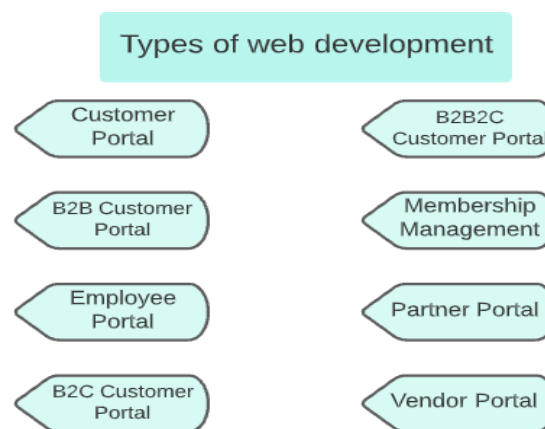 Types of web development
Customer
Portal
B2B2C
Customer Portal
B2B Customer
Portal
Membership
Management
Employee
Portal
Partner Portal
B2C Customer
Portal
Vendor Portal